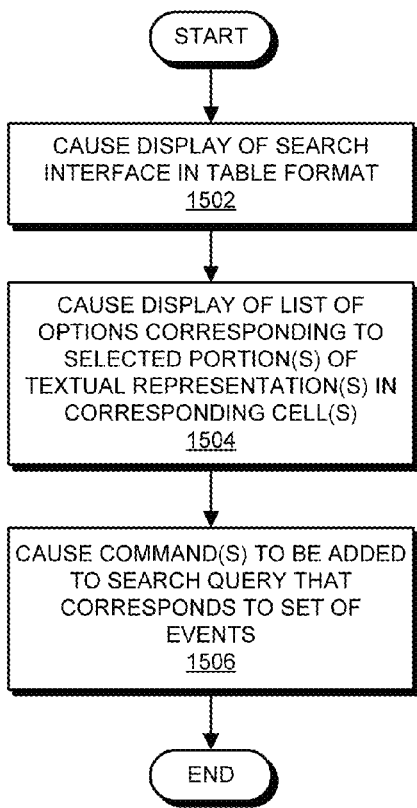 START
CAUSE DISPLAY OF SEARCH
INTERFACE IN TABLE FORMAT
1502
CAUSE DISPLAY OF LIST OF
OPTIONS CORRESPONDING TO
SELECTED PORTION(S) OF
TEXTUAL REPRESENTATION(S) IN
CORRESPONDING CELL(S)
1504
CAUSE COMMAND(S) TO BE ADDED
TO SEARCH QUERY THAT
CORRESPONDS TO SET OF
EVENTS
1506
END